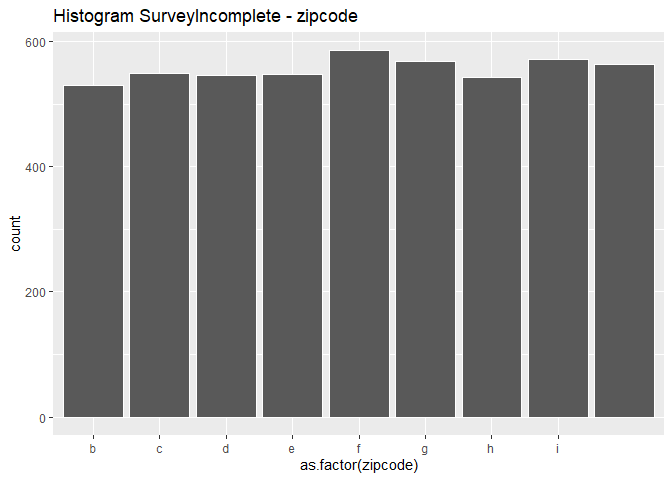 Histogram SurveyIncomplete - zipcode
600
400
200
0
count
b c d e f g h i
as.factor(zipcode)